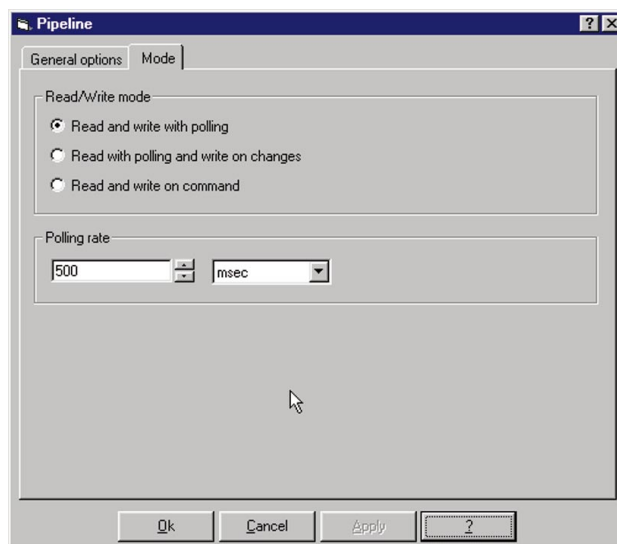 Pipeline
General options Mode
Read/Write mode
Read and write with polling
Read with polling and write on changes
Read and write on command
Polling rate
500 msec
Ok Cancel Apply ?